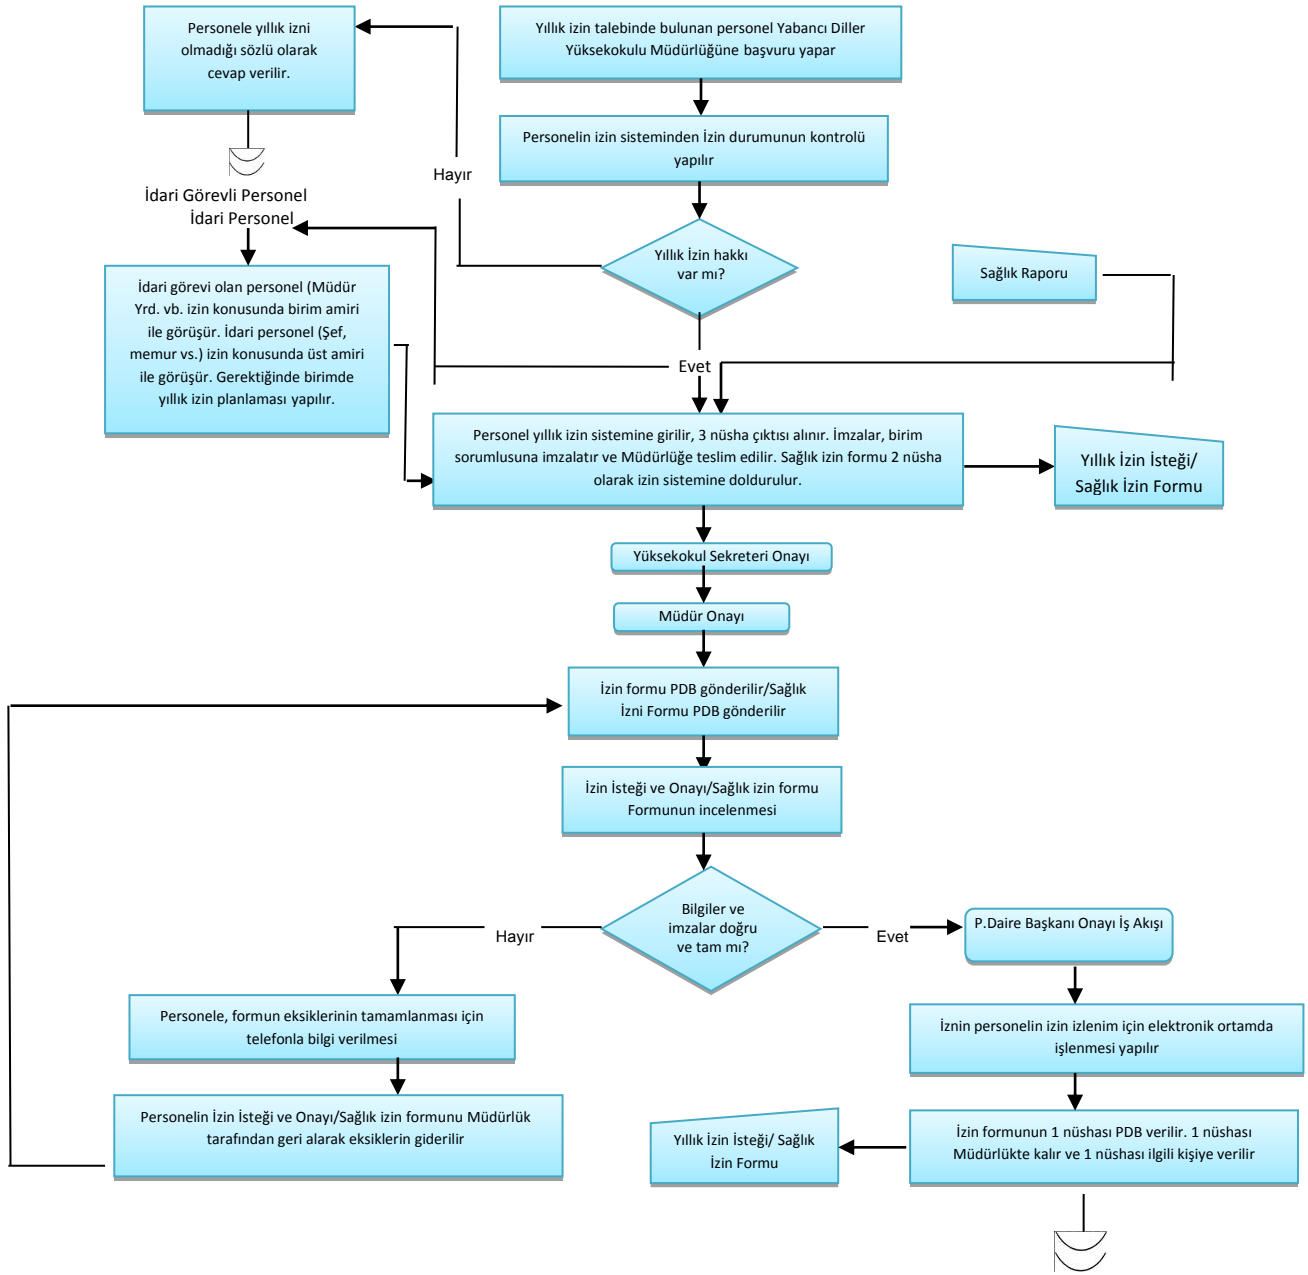 Personele yıllık izni
olmadığı sözlü olarak
cevap verilir.
Yıllık izin talebinde bulunan personel Yabancı Diller
Yüksekokulu Müdürlüğüne başvuru yapar
Personelin izin sisteminden İzin durumunun kontrolü
yapılır
Hayır
İdari Görevli Personel
İdari Personel
Yıllık İzin hakkı
var mı?
Sağlık Raporu
İdari görevi olan personel (Müdür
Yrd. vb. izin konusunda birim amiri
ile görüşür. İdari personel (Şef,
memur vs.) izin konusunda üst amiri
ile görüşür. Gerektiğinde birimde
yıllık izin planlaması yapılır.
Evet
Personel yıllık izin sistemine girilir, 3 nüsha çıktısı alınır. İmzalar, birim
sorumlusuna imzalatır ve Müdürlüğe teslim edilir. Sağlık izin formu 2 nüsha
olarak izin sistemine doldurulur.
Yıllık İzin İsteği/
Sağlık İzin Formu
Yüksekokul Sekreteri Onayı
Müdür Onayı
İzin formu PDB gönderilir/Sağlık
İzni Formu PDB gönderilir
İzin İsteği ve Onayı/Sağlık izin formu
Formunun incelenmesi
Bilgiler ve
imzalar doğru
ve tam mı?
Hayır
Evet
P.Daire Başkanı Onayı İş Akışı
Personele, formun eksiklerinin tamamlanması için
telefonla bilgi verilmesi
İznin personelin izin izlenim için elektronik ortamda
işlenmesi yapılır
Personelin İzin İsteği ve Onayı/Sağlık izin formunu Müdürlük
tarafından geri alarak eksiklerin giderilir
Yıllık İzin İsteği/ Sağlık
İzin Formu
İzin formunun 1 nüshası PDB verilir. 1 nüshası
Müdürlükte kalır ve 1 nüshası ilgili kişiye verilir